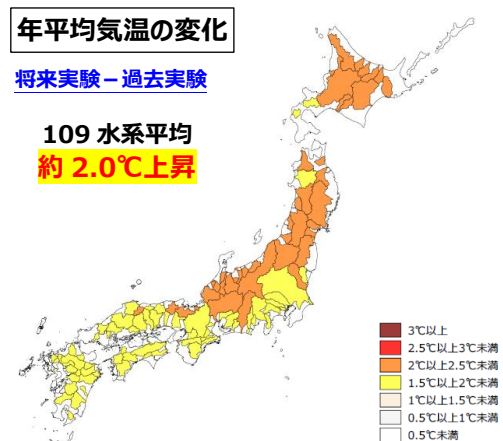 年平均気温の変化
将来実験－過去実験
109 水系平均
約 2.0℃上昇
3℃以上
2.5℃以上3℃未満
2℃以上2.5℃未満
1.5℃以上2℃未満
1℃以上1.5℃未満
0.5℃以上1℃未満
0.5℃未満